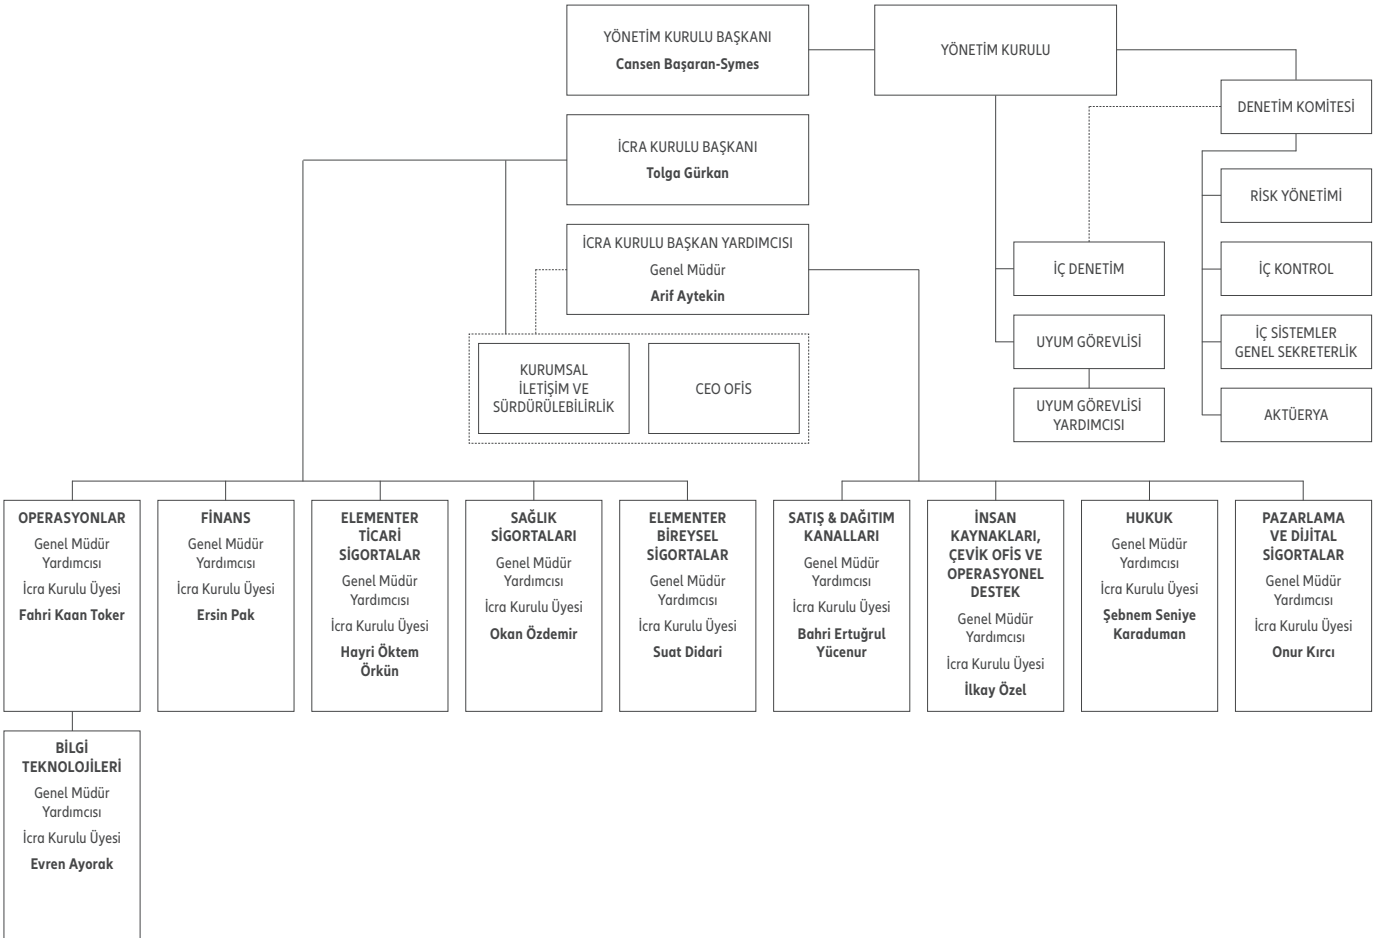 YÖNETİM KURULU BAŞKANI
Cansen Başaran-Symes
YÖNETİM KURULU
DENETİM KOMİTESİ
İCRA KURULU BAŞKANI
Tolga Gürkan
RİSK YÖNETİMİ
İCRA KURULU BAŞKAN YARDIMCISI
Genel Müdür
Arif Aytekin
İÇ DENETİM
İÇ KONTROL
UYUM GÖREVLİSİ
İÇ SİSTEMLER
GENEL SEKRETERLİK
KURUMSAL
İLETİŞİM VE
SÜRDÜRÜLEBİLİRLİK
CEO OFİS
UYUM GÖREVLİSİ
YARDIMCISI
AKTÜERYA
OPERASYONLAR
Genel Müdür
Yardımcısı
İcra Kurulu Üyesi
Fahri Kaan Toker
FİNANS
Genel Müdür
Yardımcısı
İcra Kurulu Üyesi
Ersin Pak
ELEMENTER
TİCARİ
SİGORTALAR
Genel Müdür
Yardımcısı
İcra Kurulu Üyesi
Hayri Öktem
Örkün
SAĞLIK
SİGORTALARI
Genel Müdür
Yardımcısı
İcra Kurulu Üyesi
Okan Özdemir
ELEMENTER
BİREYSEL
SİGORTALAR
Genel Müdür
Yardımcısı
İcra Kurulu Üyesi
Suat Didari
SATIŞ & DAĞITIM
KANALLARI
Genel Müdür
Yardımcısı
İcra Kurulu Üyesi
Bahri Ertuğrul
Yücenur
İNSAN
KAYNAKLARI,
ÇEVİK OFİS VE
OPERASYONEL
DESTEK
Genel Müdür
Yardımcısı
İcra Kurulu Üyesi
İlkay Özel
HUKUK
Genel Müdür
Yardımcısı
İcra Kurulu Üyesi
Şebnem Seniye
Karaduman
PAZARLAMA
VE DİJİTAL
SİGORTALAR
Genel Müdür
Yardımcısı
İcra Kurulu Üyesi
Onur Kırcı
BİLGİ
TEKNOLOJİLERİ
Genel Müdür
Yardımcısı
İcra Kurulu Üyesi
Evren Ayorak